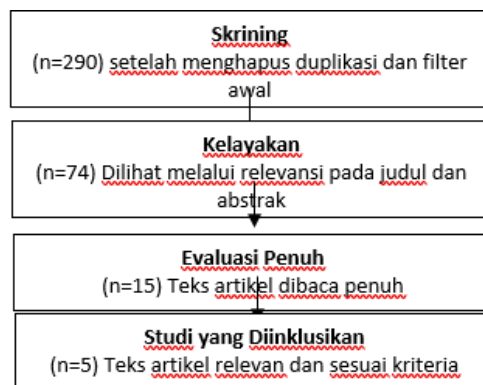 Skrining
(n=290) setelah menghapus duplikasi dan filter
awal
Kelayakan
(n=74) Dilihat melalui relevansi pada judul dan
abstrak
Evaluasi Penuh
(n=15) Teks artikel dibaca penuh
Studi yang Diinklusikan
(n=5) Teks artikel relevan dan sesuai kriteria